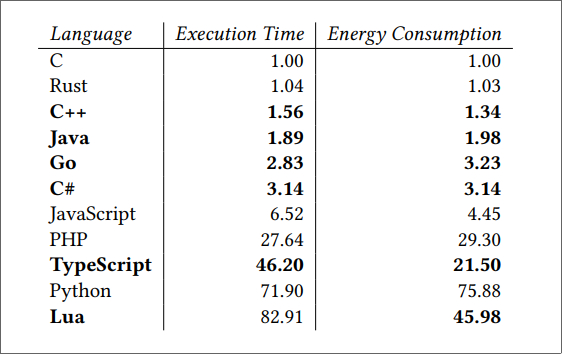 Language Execution Time Energy Consumption
C 1.00 1.00
Rust 1.04 1.03
C++ 1.56 1.34
Java 1.89 1.98
Go 2.83 3.23
C# 3.14 3.14
JavaScript 6.52 4.45
PHP 27.64 29.30
TypeScript 46.20 21.50
Python 71.90 75.88
Lua 82.91 45.98